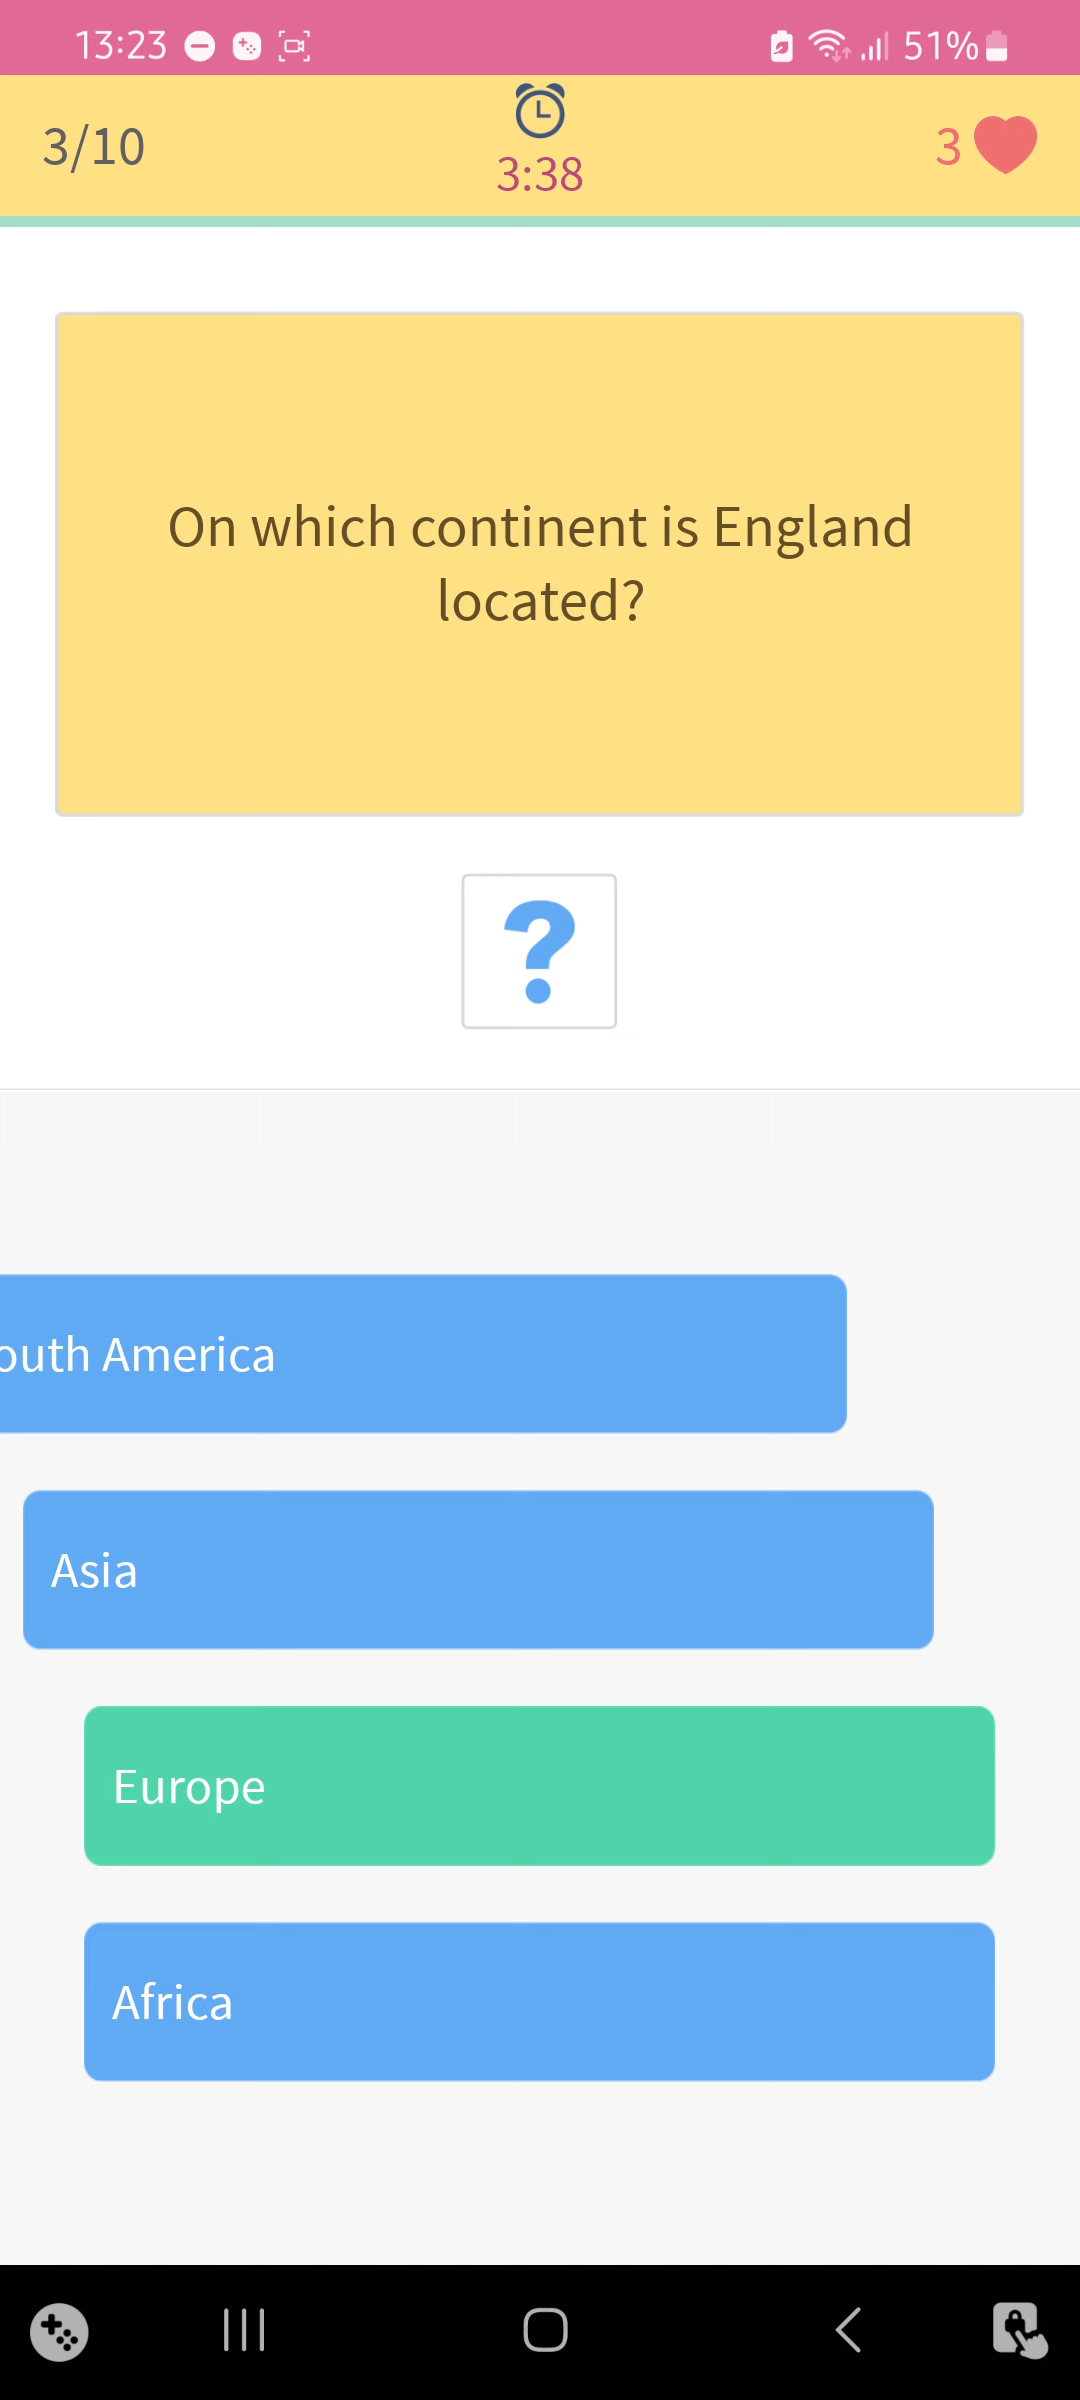 13:23
51%
3/10
3:38
3
On which continent is England
located?
?
outh America
Asia
Europe
Africa